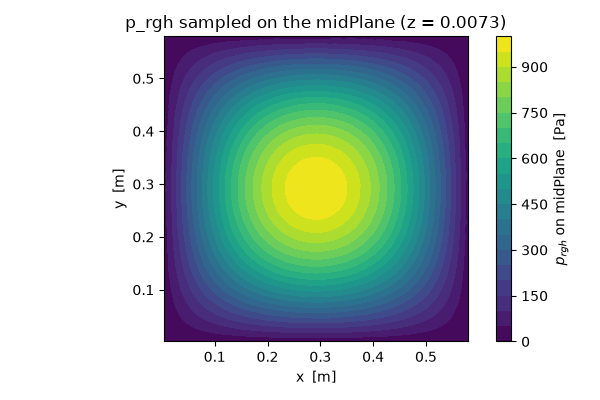 p_rgh sampled on the midPlane (z = 0.0073)
0.5
0.4
0.3
0.2
0.1
y [m]
0.1 0.2 0.3 0.4 0.5
x [m]
900
750
600
450
300
150
0
p_rgh on midPlane [Pa]